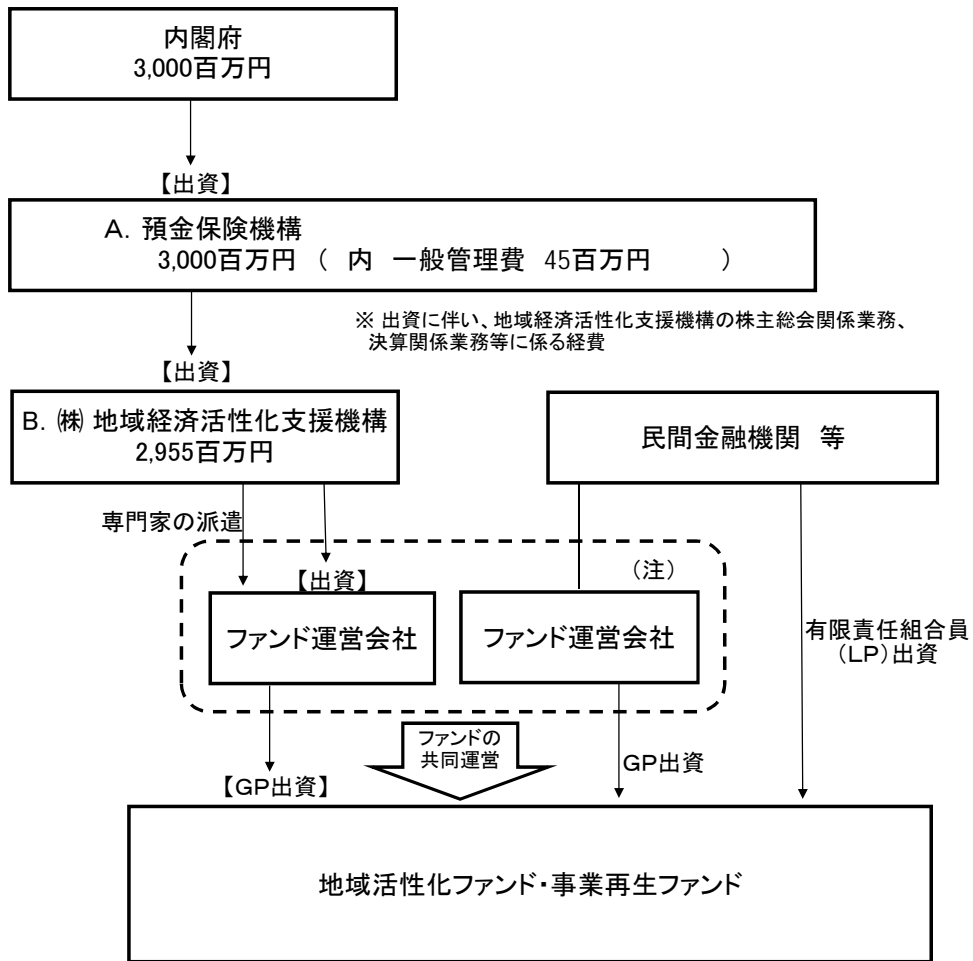 内閣府
3,000百万円
【出資】
A. 預金保険機構
3,000百万円 ( 内 一般管理費 45百万円 )
※ 出資に伴い、地域経済活性化支援機構の株主総会関係業務、
決算関係業務等に係る経費
【出資】
B. ㈱ 地域経済活性化支援機構
2,955百万円
民間金融機関 等
専門家の派遣
【出資】
(注)
ファンド運営会社
ファンド運営会社
有限責任組合員
(LP)出資
ファンドの
共同運営
【GP出資】
GP出資
地域活性化ファンド・事業再生ファンド